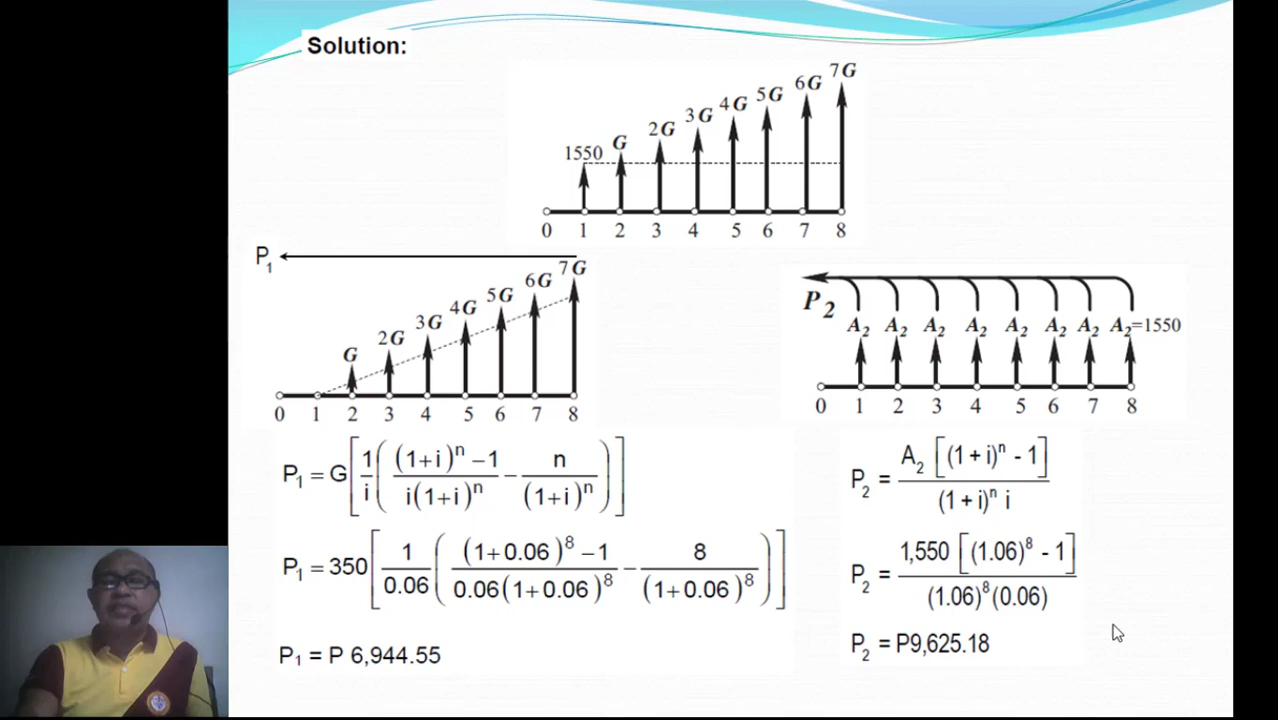 Solution:
7G
6G
5G
4G
3G
2G
G
1550
0 1 2 3 4 5 6 7 8
P₁
7G
6G
5G
4G
3G
2G
G
0 1 2 3 4 5 6 7 8
P₂
A₂ A₂ A₂ A₂ A₂ A₂ A₂ A₂=1550
0 1 2 3 4 5 6 7 8
P₁ = G[1/i(((1+i)ⁿ −1)/(i(1+i)ⁿ) − n/(1+i)ⁿ)]
P₁ = 350[1/0.06(((1+0.06)⁸ −1)/(0.06(1+0.06)⁸) − 8/(1+0.06)⁸)]
P₁ = P 6,944.55
P₂ = A₂[(1 + i)ⁿ - 1]/((1 + i)ⁿ i)
P₂ = 1,550[(1.06)⁸ - 1]/((1.06)⁸(0.06))
P₂ = P9,625.18